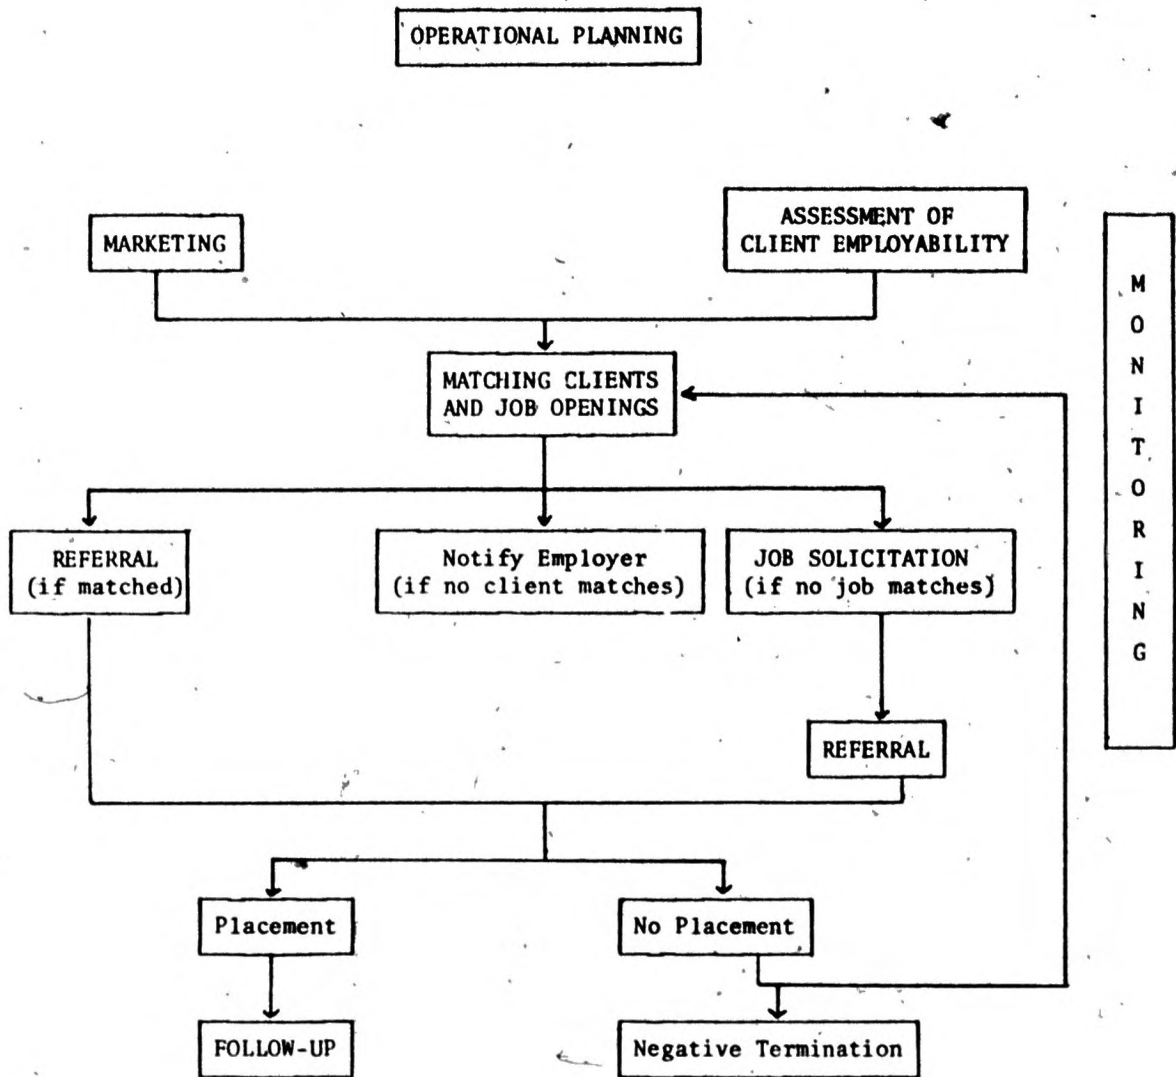 OPERATIONAL PLANNING
MARKETING
ASSESSMENT OF
CLIENT EMPLOYABILITY
MATCHING CLIENTS
AND JOB OPENINGS
REFERRAL
(if matched)
Notify Employer
(if no client matches)
JOB SOLICITATION
(if no job matches)
REFERRAL
Placement
No Placement
FOLLOW-UP
Negative Termination
M
O
N
I
T
O
R
I
N
G